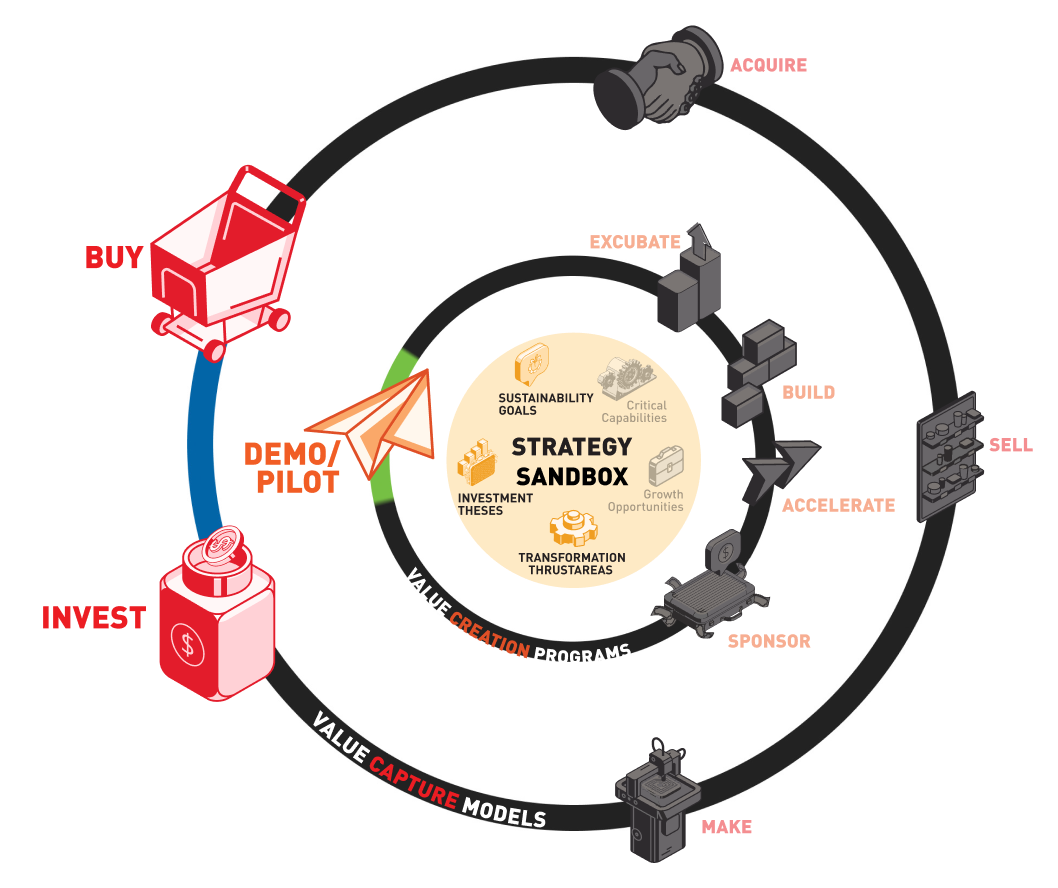 ACQUIRE
EXCUBATE
BUY
BUILD
SUSTAINABILITY
GOALS
Critical
Capabilities
STRATEGY
SANDBOX
DEMO/
PILOT
INVESTMENT
THESES
Growth
Opportunities
SELL
ACCELERATE
TRANSFORMATION
THRUSTAREAS
INVEST
SPONSOR
VALUE CREATION PROGRAMS
VALUE CAPTURE MODELS
MAKE
$
$
$